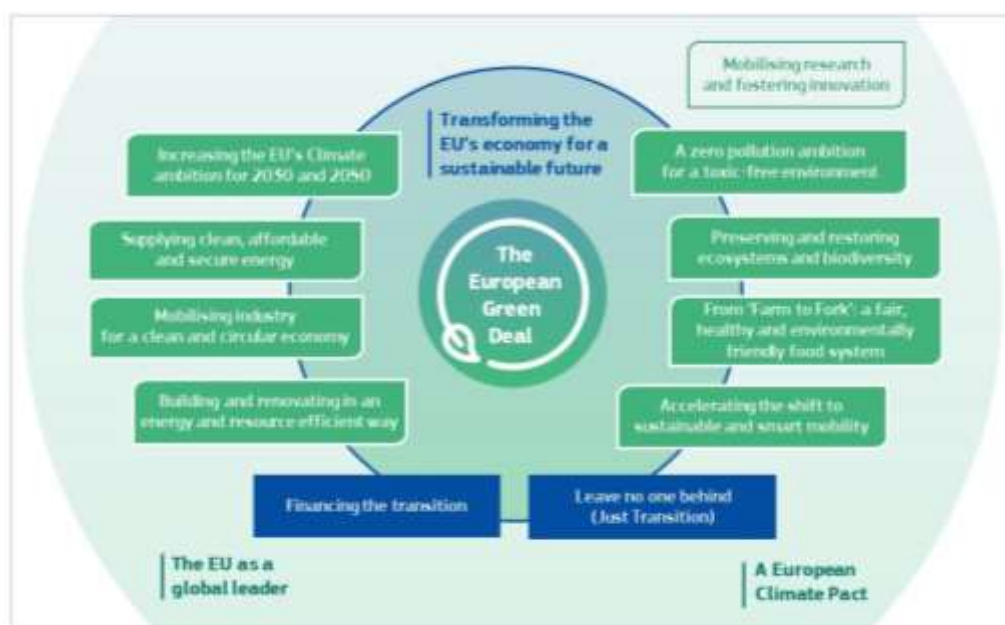 Mobilising research
and fostering innovation
Transforming the
EU's economy for a
sustainable future
Increasing the EU's Climate
ambition for 2030 and 2050
A zero pollution ambition
for a toxic-free environment
Supplying clean, affordable
and secure energy
Preserving and restoring
ecosystems and biodiversity
The
European
Green
Deal
Mobilising industry
for a clean and circular economy
From 'Farm to Fork': a fair,
healthy and environmentally
friendly food system
Building and renovating in an
energy and resource efficient way
Accelerating the shift to
sustainable and smart mobility
Financing the transition
Leave no one behind
(Just Transition)
The EU as a
global leader
A European
Climate Pact